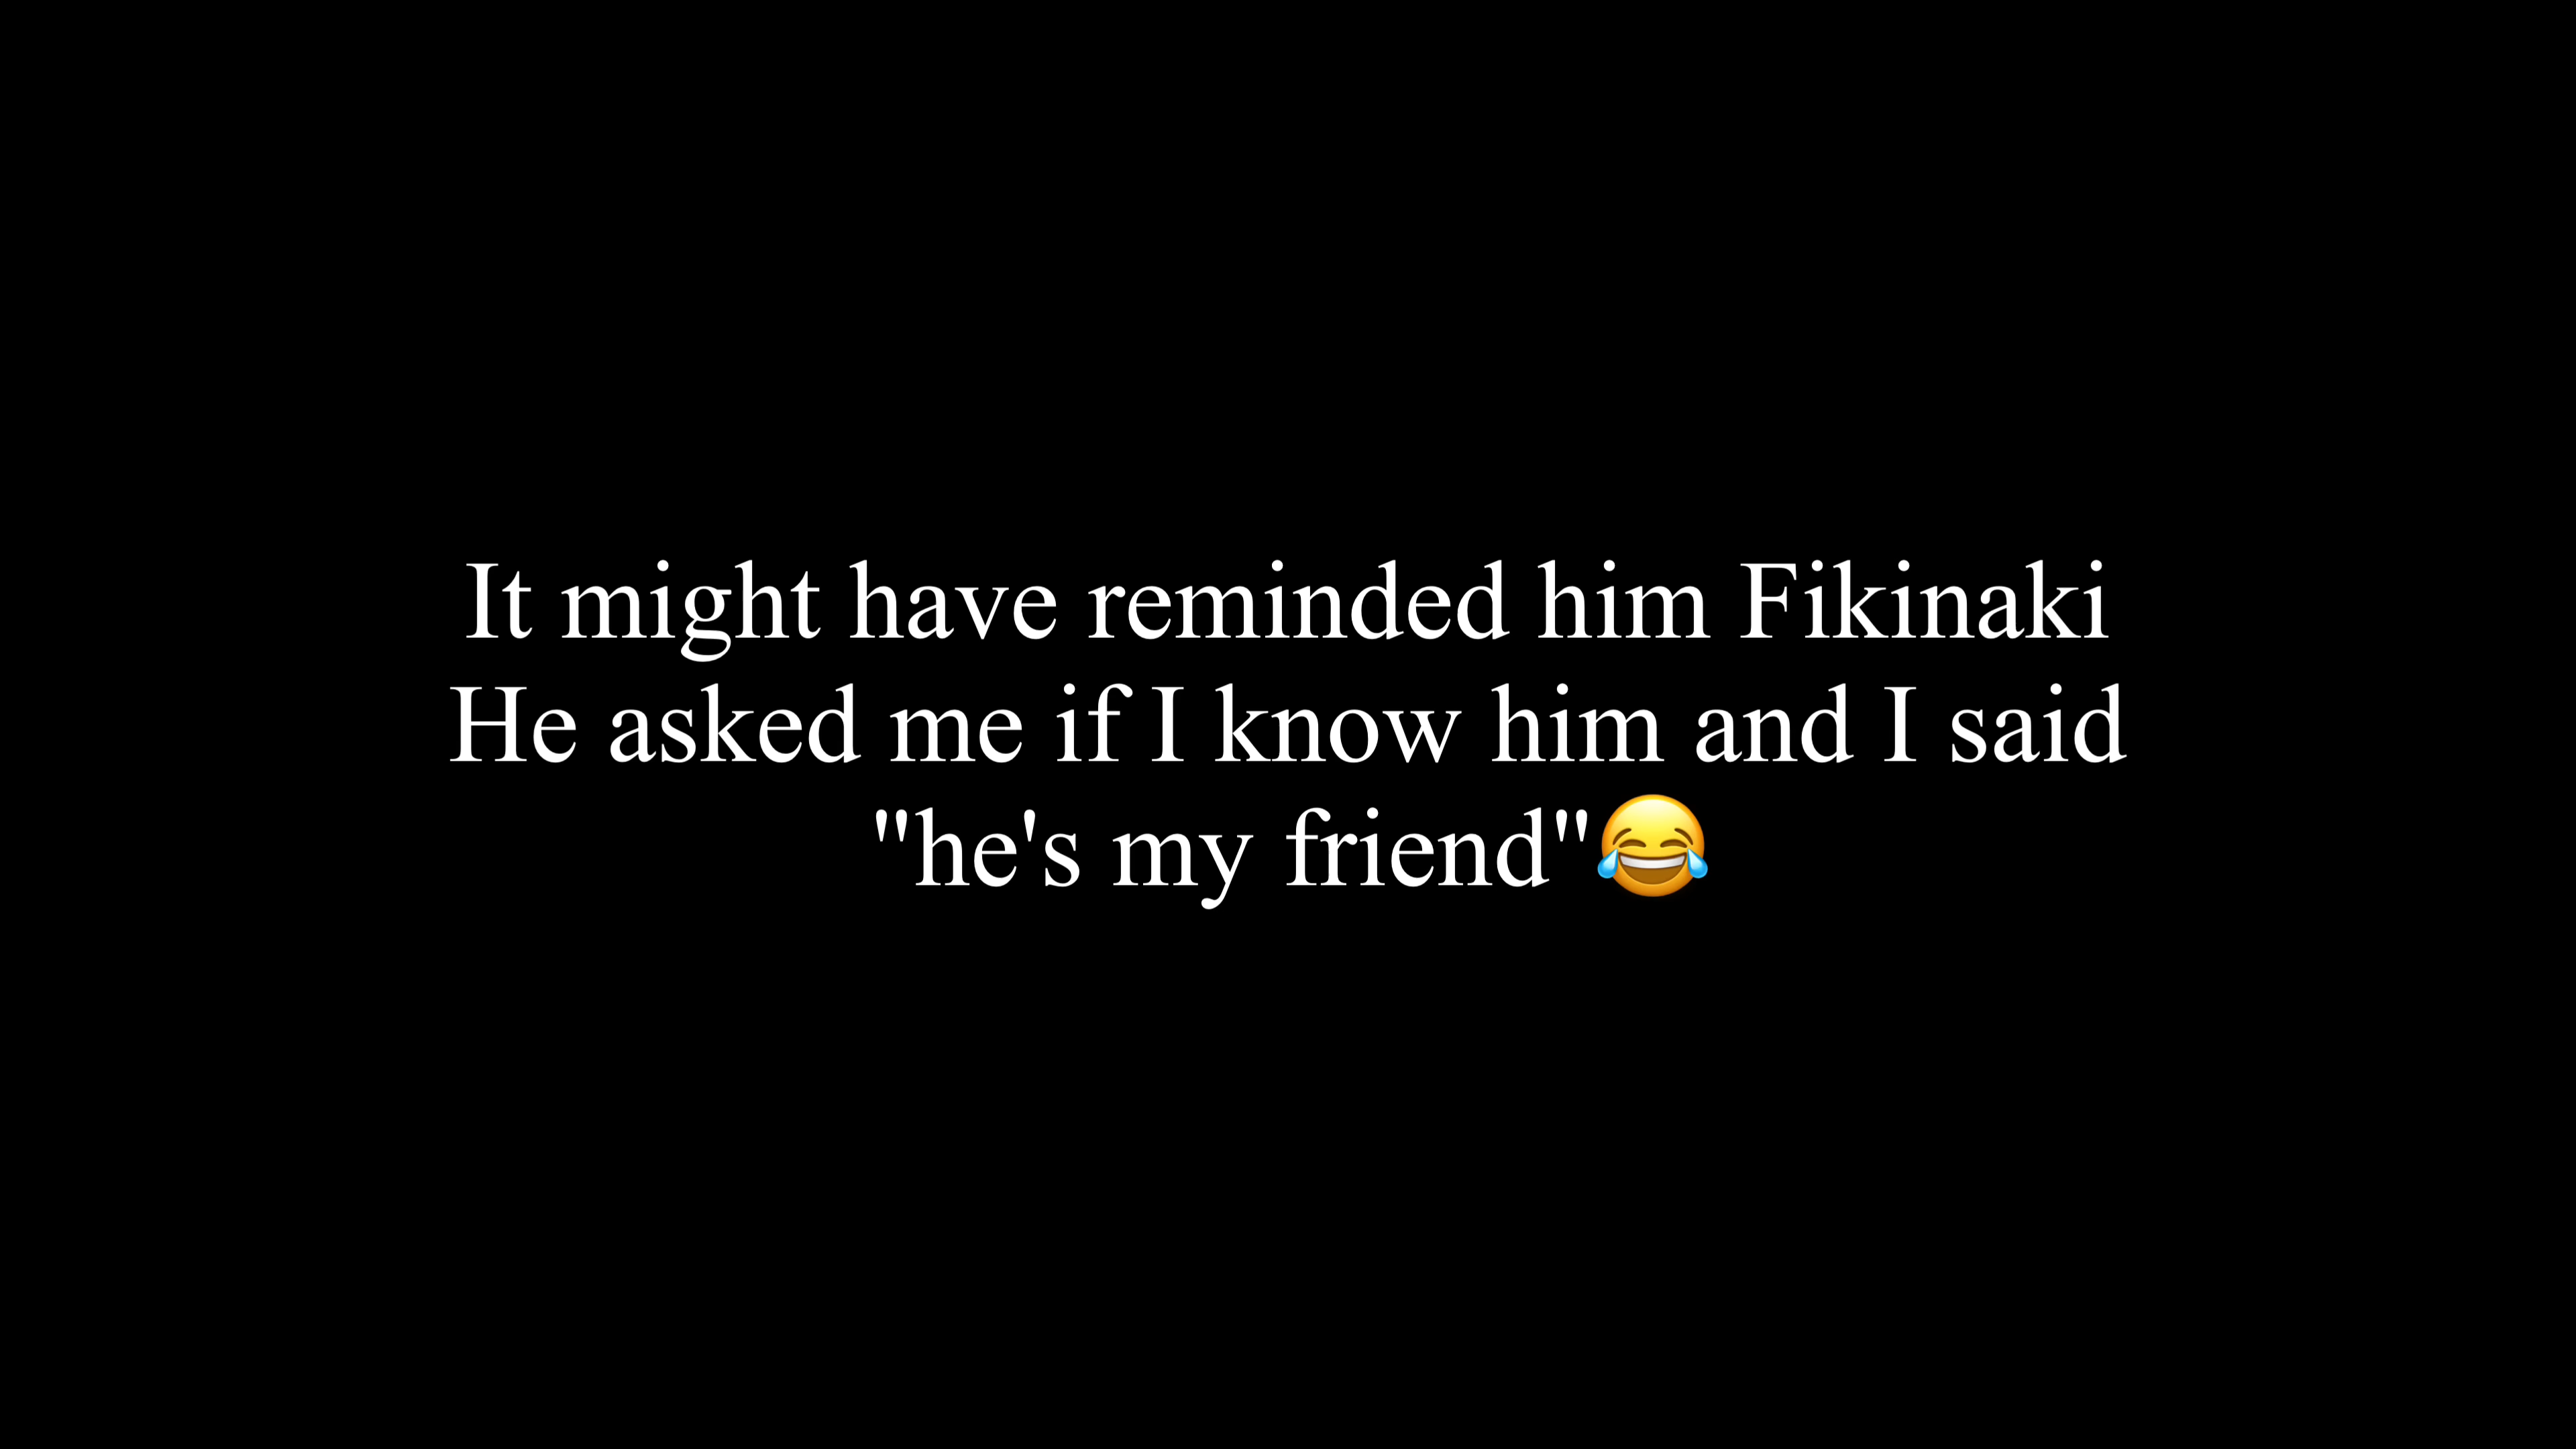 It might have reminded him Fikinaki
He asked me if I know him and I said
"he's my friend"😂